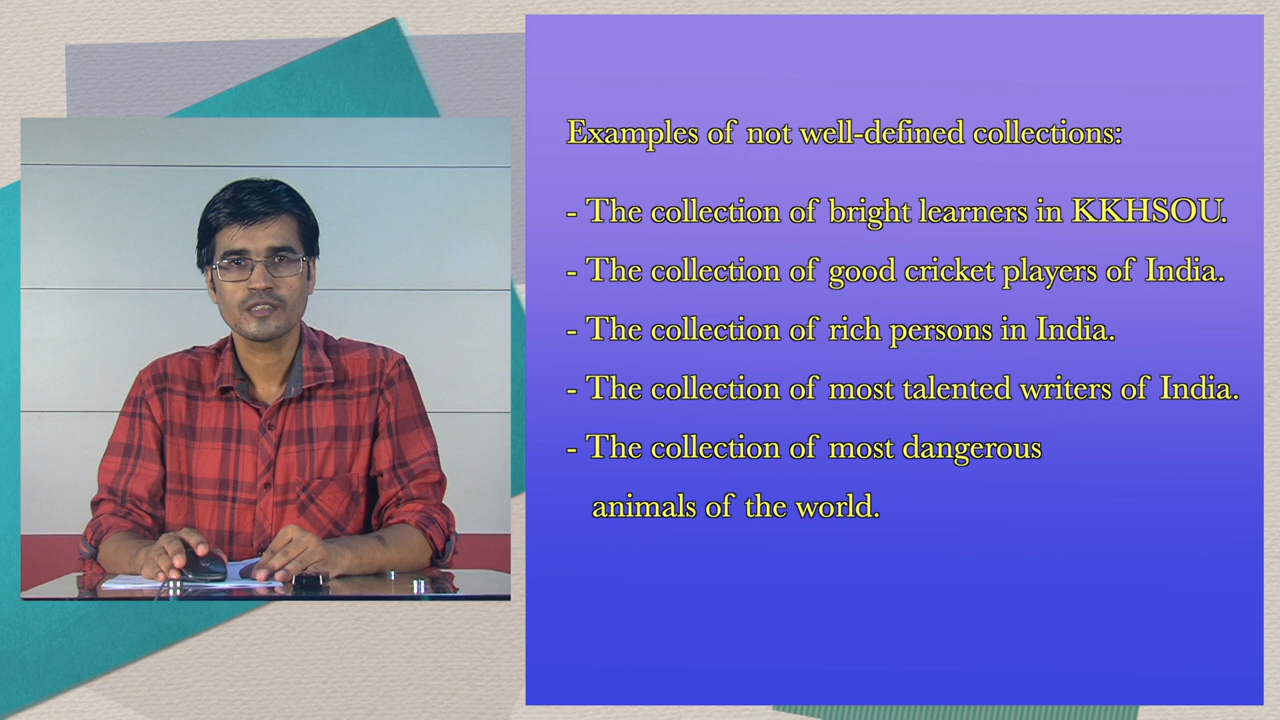 Examples of not well-defined collections:
- The collection of bright learners in KKHSOU.
- The collection of good cricket players of India.
- The collection of rich persons in India.
- The collection of most talented writers of India.
- The collection of most dangerous
animals of the world.